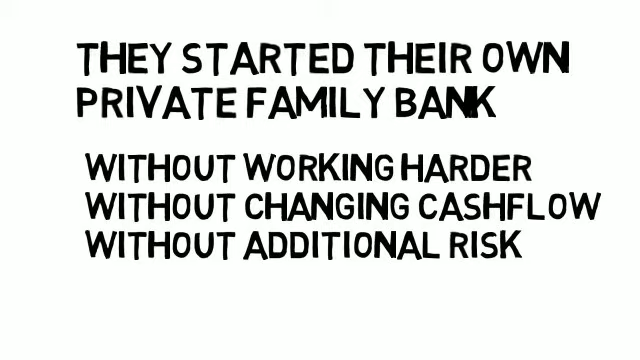 THEY STARTED THEIR OWN
PRIVATE FAMILY BANK
WITHOUT WORKING HARDER
WITHOUT CHANGING CASHFLOW
WITHOUT ADDITIONAL RISK